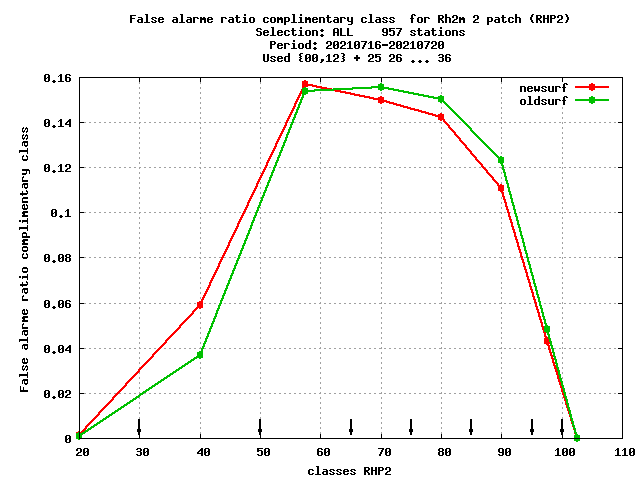 False alarme ratio complimentary class  for Rh2m 2 patch (RHP2)
Selection: ALL    957 stations
Period: 20210716-20210720
Used {00,12} + 25 26 ... 36
newsurf
oldsurf
False alarme ratio complimentary class
0.16
0.14
0.12
0.1
0.08
0.06
0.04
0.02
0
20 30 40 50 60 70 80 90 100 110
classes RHP2